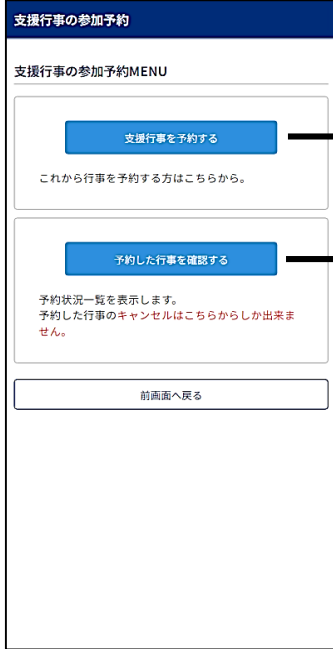 支援行事の参加予約
支援行事の参加予約MENU
支援行事を予約する
これから行事を予約する方はこちらから。
予約した行事を確認する
予約状況一覧を表示します。
予約した行事のキャンセルはこちらからしか出来ま
せん。
前画面へ戻る